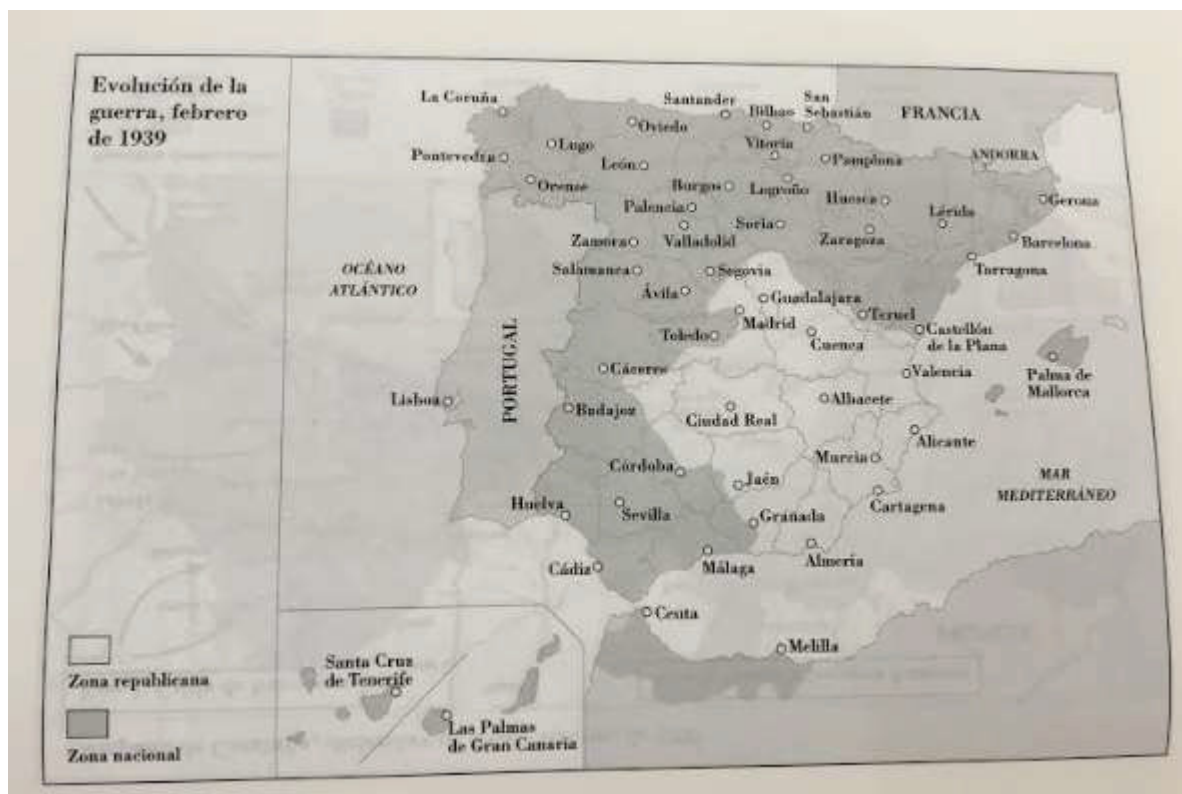 Evolución de la
guerra, febrero
de 1939
La Coruña
Santander
Bilbao
San
Sebastián
FRANCIA
Oviedo
Lugo
Vitoria
Pontevedra
León
Pamplona
ANDORRA
Orense
Burgos
Logroño
Huesca
Gerona
Palencia
Lérida
Soria
Zamora
Valladolid
Zaragoza
Barcelona
OCÉANO
ATLÁNTICO
Salamanca
Segovia
Tarragona
Ávila
Guadalajara
Madrid
Teruel
Toledo
Cuenca
Castellón
de la Plana
PORTUGAL
Cáceres
Valencia
Palma de
Mallorca
Lisboa
Badajoz
Albacete
Ciudad Real
Alicante
Murcia
Córdoba
Jaén
MAR
MEDITERRÁNEO
Huelva
Sevilla
Cartagena
Granada
Cádiz
Málaga
Almería
Ceuta
Melilla
Santa Cruz
de Tenerife
Las Palmas
de Gran Canaria
Zona republicana
Zona nacional